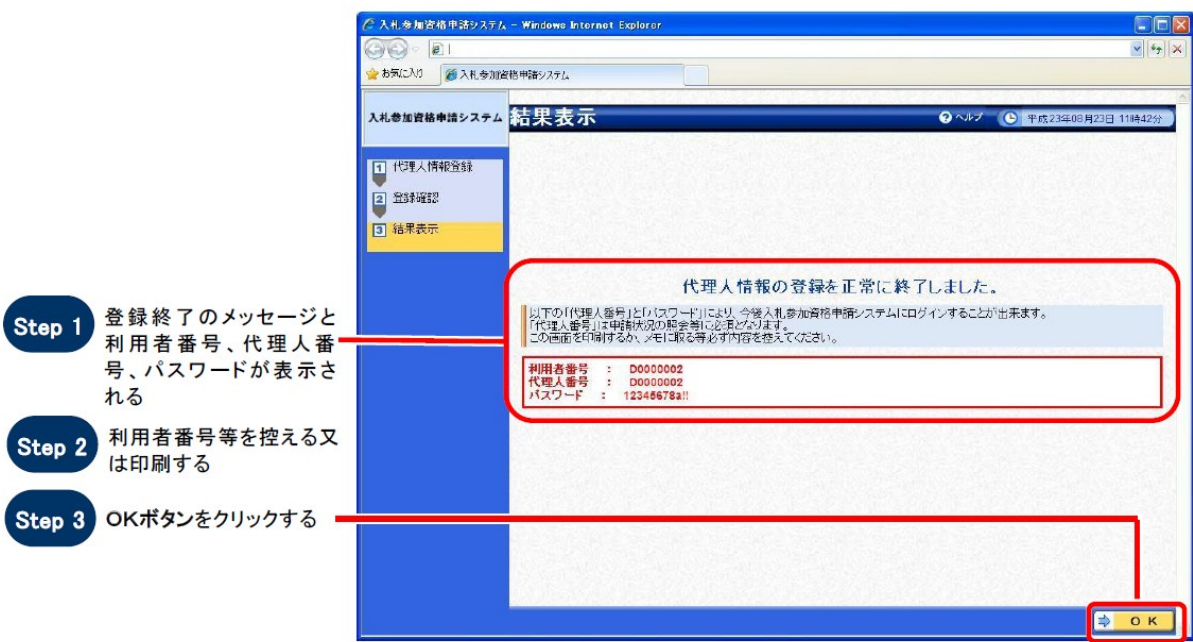 入札参加資格申請システム - Windows Internet Explorer
お気に入り
入札参加資格申請システム
入札参加資格申請システム
結果表示
ヘルプ
平成23年08月23日 11時42分
1 代理人情報登録
2 登録確認
3 結果表示
代理人情報の登録を正常に終了しました。
以下の「代理人番号」と「パスワード」により、今後入札参加資格申請システムにログインすることが出来ます。
「代理人番号」は申請状況の照会等に必須となります。
この画面を印刷するか、メモに取る等必ず内容を控えてください。
利用者番号 : D0000002
代理人番号 : D0000002
パスワード : 12345678a!!
Step 1
登録終了のメッセージと
利用者番号、代理人番
号、パスワードが表示さ
れる
Step 2
利用者番号等を控える又
は印刷する
Step 3
OKボタンをクリックする
OK